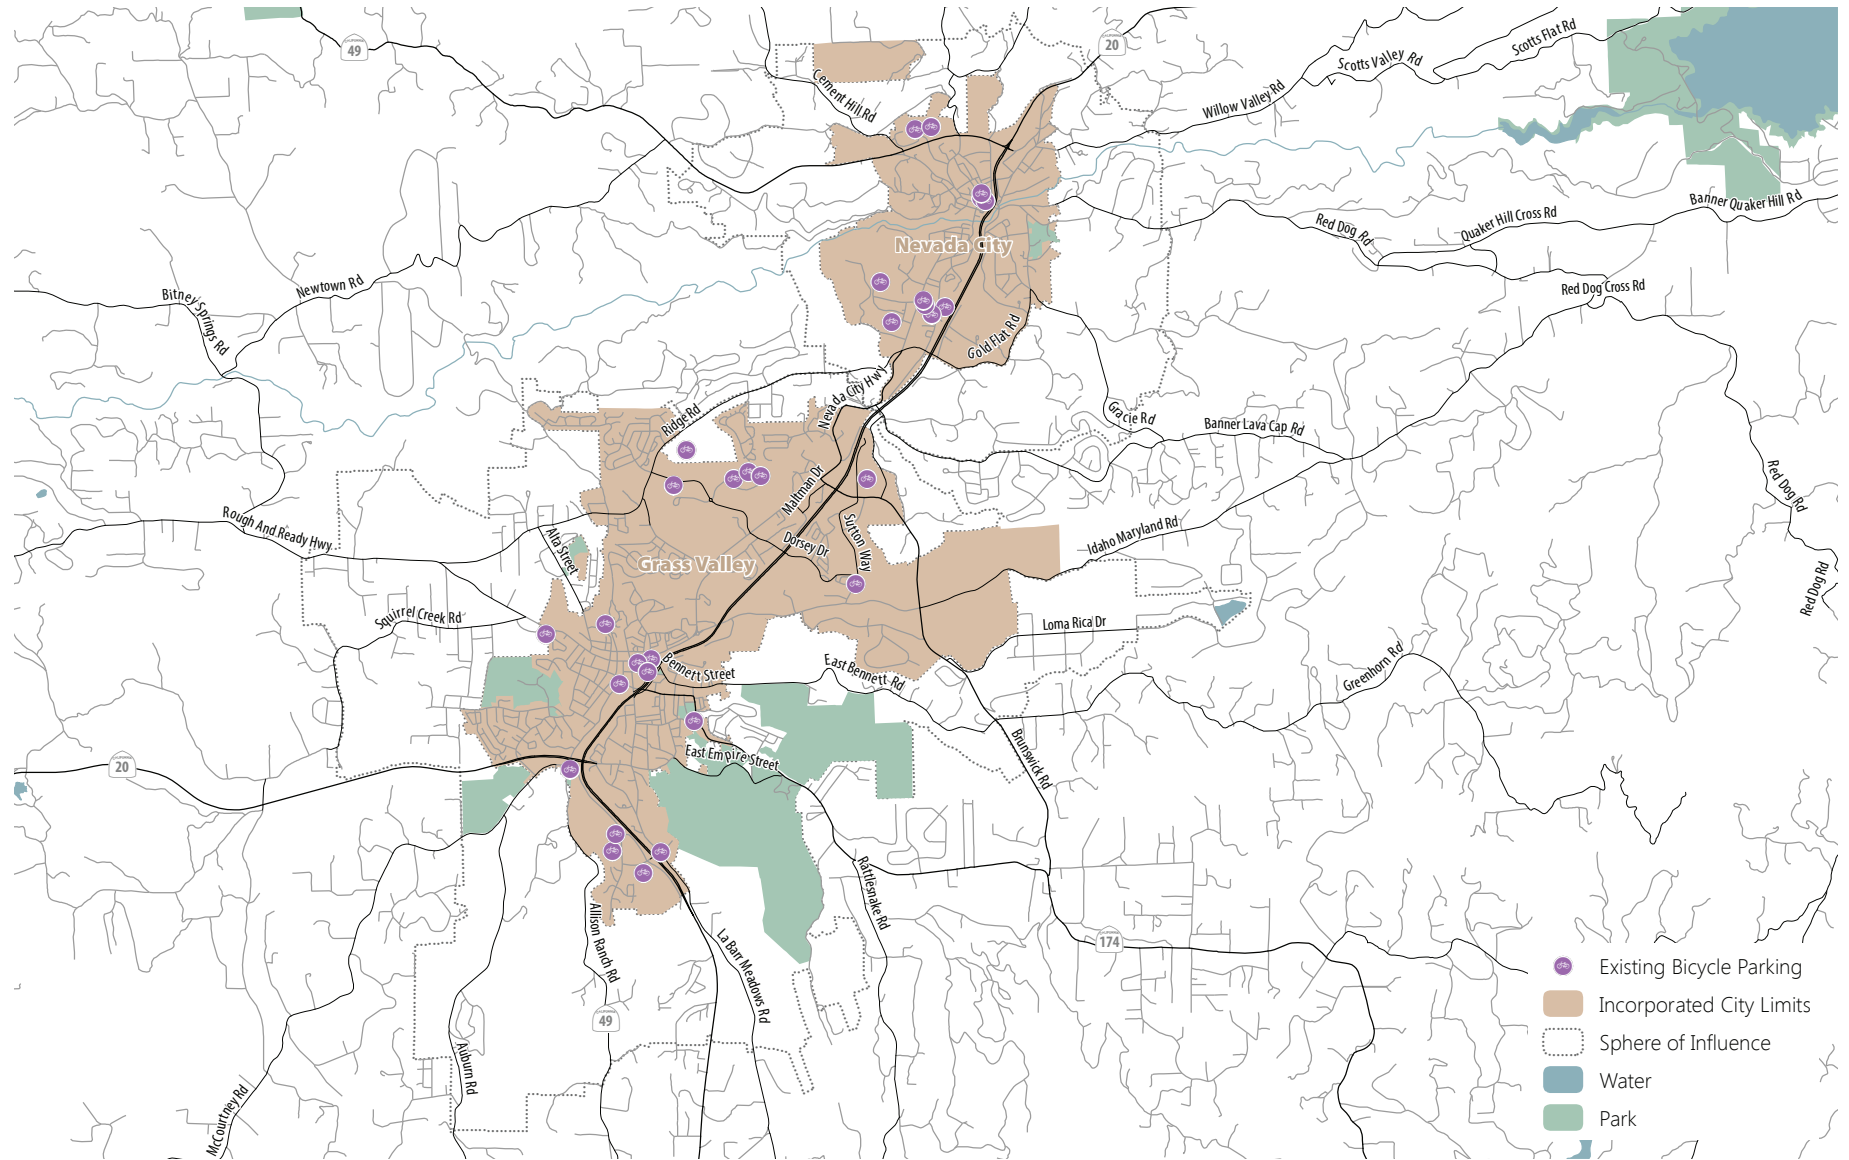 CALIFORNIA
49
CALIFORNIA
20
Scotts Flat Rd
Scotts Valley Rd
Cement Hill Rd
Willow Valley Rd
Banner Quaker Hill Rd
Quaker Hill Cross Rd
Red Dog Rd
Nevada City
Newtown Rd
Bitney Springs Rd
Red Dog Cross Rd
Gold Flat Rd
Nevada City Hwy
Ridge Rd
Gracie Rd
Banner Lava Cap Rd
Maltman Dr
Red Dog Rd
Rough And Ready Hwy
Alta Street
Sutton Way
Dorsey Dr
Idaho Maryland Rd
Grass Valley
Red Dog Rd
Squirrel Creek Rd
Loma Rica Dr
Bennett Street
East Bennett Rd
Greenhorn Rd
East Empire Street
Brunswick Rd
CALIFORNIA
20
Rattlesnake Rd
Allison Ranch Rd
La Barr Meadows Rd
CALIFORNIA
174
CALIFORNIA
49
Auburn Rd
McCourtney Rd
Existing Bicycle Parking
Incorporated City Limits
Sphere of Influence
Water
Park